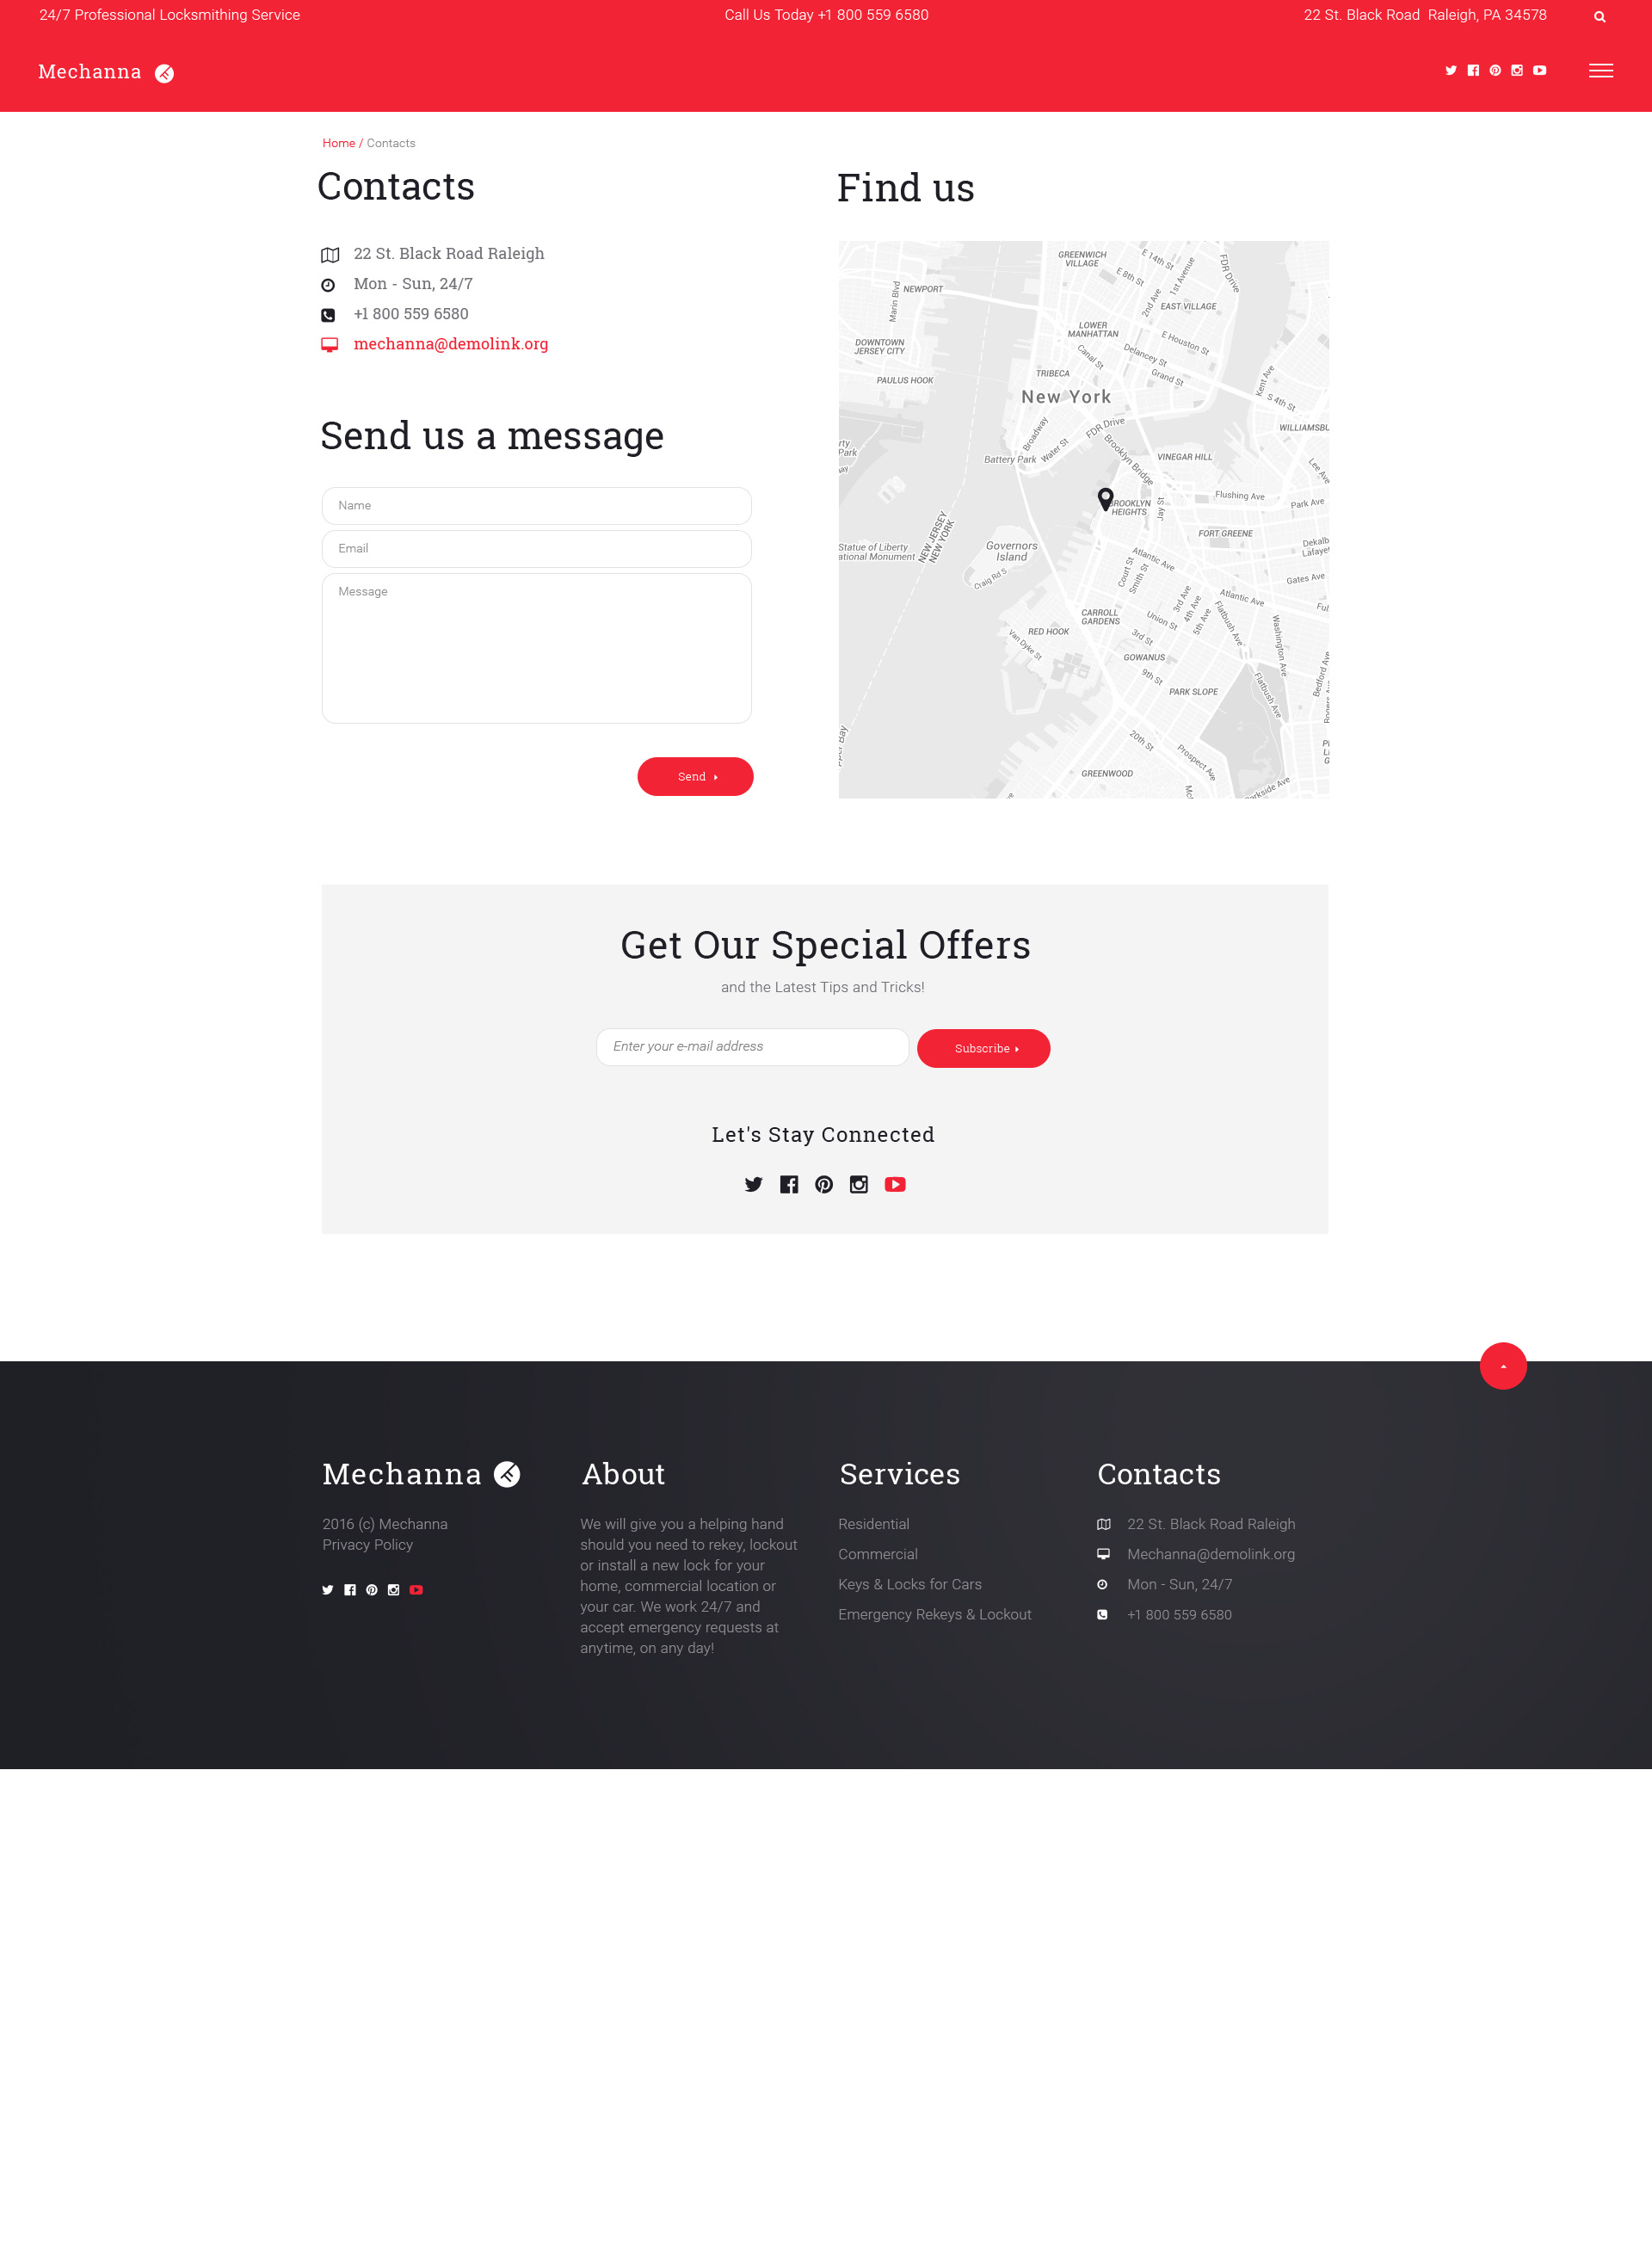 24/7 Professional Locksmithing Service
Call Us Today +1 800 559 6580
22 St. Black Road Raleigh, PA 34578
Mechanna
Home / Contacts
Contacts
22 St. Black Road Raleigh
Mon - Sun, 24/7
+1 800 559 6580
mechanna@demolink.org
Send us a message
Name
Email
Message
Send
Find us
GREENWICH
VILLAGE
E 14th St
E 8th St
1st Avenue
FDR Drive
NEWPORT
Marin Blvd
2nd Ave
EAST VILLAGE
LOWER
MANHATTAN
DOWNTOWN
JERSEY CITY
Canal St
Delancey St
E Houston St
PAULUS HOOK
TRIBECA
Grand St
Kent Ave
New York
S 4th St
Broadway
FDR Drive
WILLIAMSBU
Water St
Brooklyn Bridge
rty
Park
Battery Park
VINEGAR HILL
Lee Ave
Flushing Ave
Park Ave
BROOKLYN
HEIGHTS
Jay St
NEW JERSEY
NEW YORK
FORT GREENE
Dekalb
Lafayet
Statue of Liberty
ational Monument
Governors
Island
Craig Rd S
Atlantic Ave
Court St
Smith St
Gates Ave
Atlantic Ave
3rd Ave
4th Ave
5th Ave
Flatbush Ave
Ful
CARROLL
GARDENS
Union St
Washington Ave
RED HOOK
Van Dyke St
3rd St
GOWANUS
9th St
PARK SLOPE
Flatbush Ave
Bedford Ave
20th St
Prospect Ave
GREENWOOD
arkside Ave
Get Our Special Offers
and the Latest Tips and Tricks!
Enter your e-mail address
Subscribe
Let's Stay Connected
Mechanna
2016 (c) Mechanna
Privacy Policy
About
We will give you a helping hand
should you need to rekey, lockout
or install a new lock for your
home, commercial location or
your car. We work 24/7 and
accept emergency requests at
anytime, on any day!
Services
Residential
Commercial
Keys & Locks for Cars
Emergency Rekeys & Lockout
Contacts
22 St. Black Road Raleigh
Mechanna@demolink.org
Mon - Sun, 24/7
+1 800 559 6580